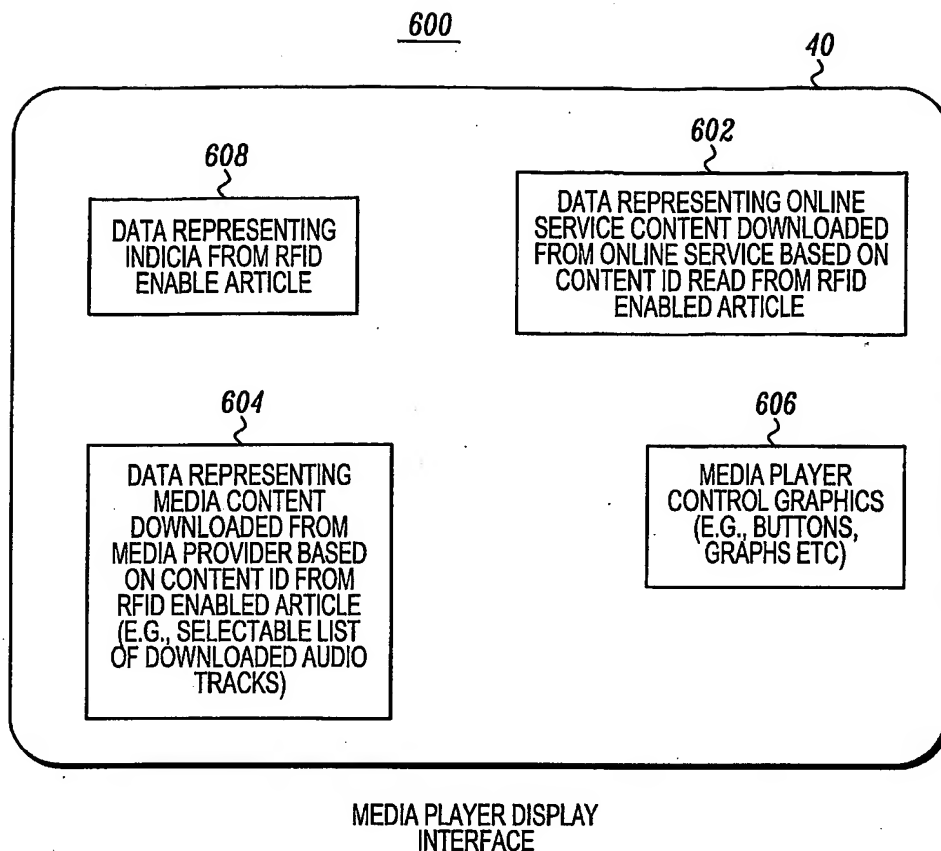 600
40
608
DATA REPRESENTING
INDICIA FROM RFID
ENABLE ARTICLE
602
DATA REPRESENTING ONLINE
SERVICE CONTENT DOWNLOADED
FROM ONLINE SERVICE BASED ON
CONTENT ID READ FROM RFID
ENABLED ARTICLE
604
DATA REPRESENTING
MEDIA CONTENT
DOWNLOADED FROM
MEDIA PROVIDER BASED
ON CONTENT ID FROM
RFID ENABLED ARTICLE
(E.G., SELECTABLE LIST
OF DOWNLOADED AUDIO
TRACKS)
606
MEDIA PLAYER
CONTROL GRAPHICS
(E.G., BUTTONS,
GRAPHS ETC)
MEDIA PLAYER DISPLAY
INTERFACE